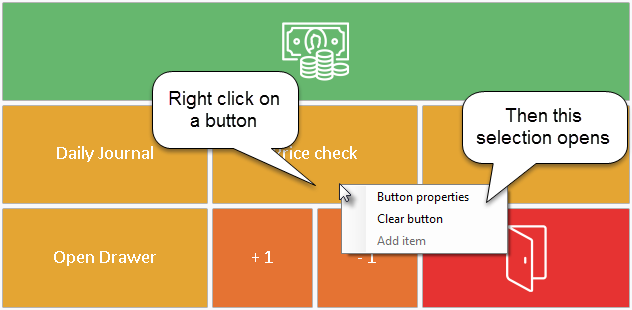 Right click on
a button
Then this
selection opens
Daily Journal
rice check
Button properties
Clear button
Add item
Open Drawer
+ 1
- 1